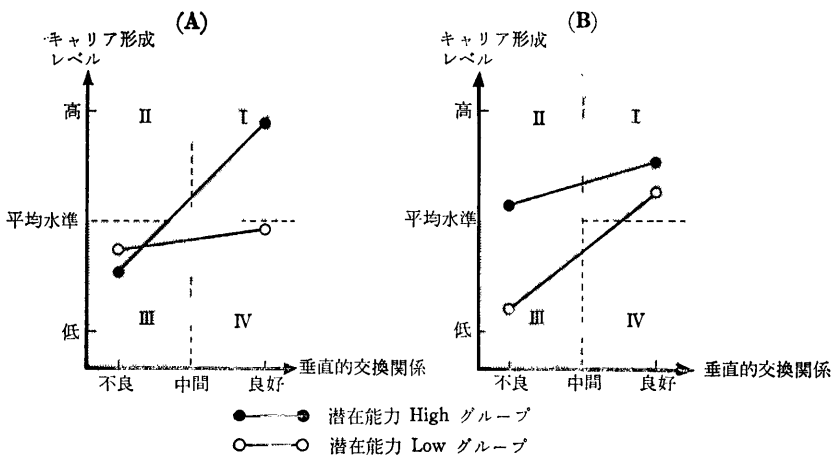 (A)
キャリア形成
レベル
高
II
I
平均水準
低
III
IV
不良
中間
良好
垂直的交換関係
(B)
キャリア形成
レベル
高
II
I
平均水準
低
III
IV
不良
中間
良好
垂直的交換関係
潜在能力 High グループ
潜在能力 Low グループ